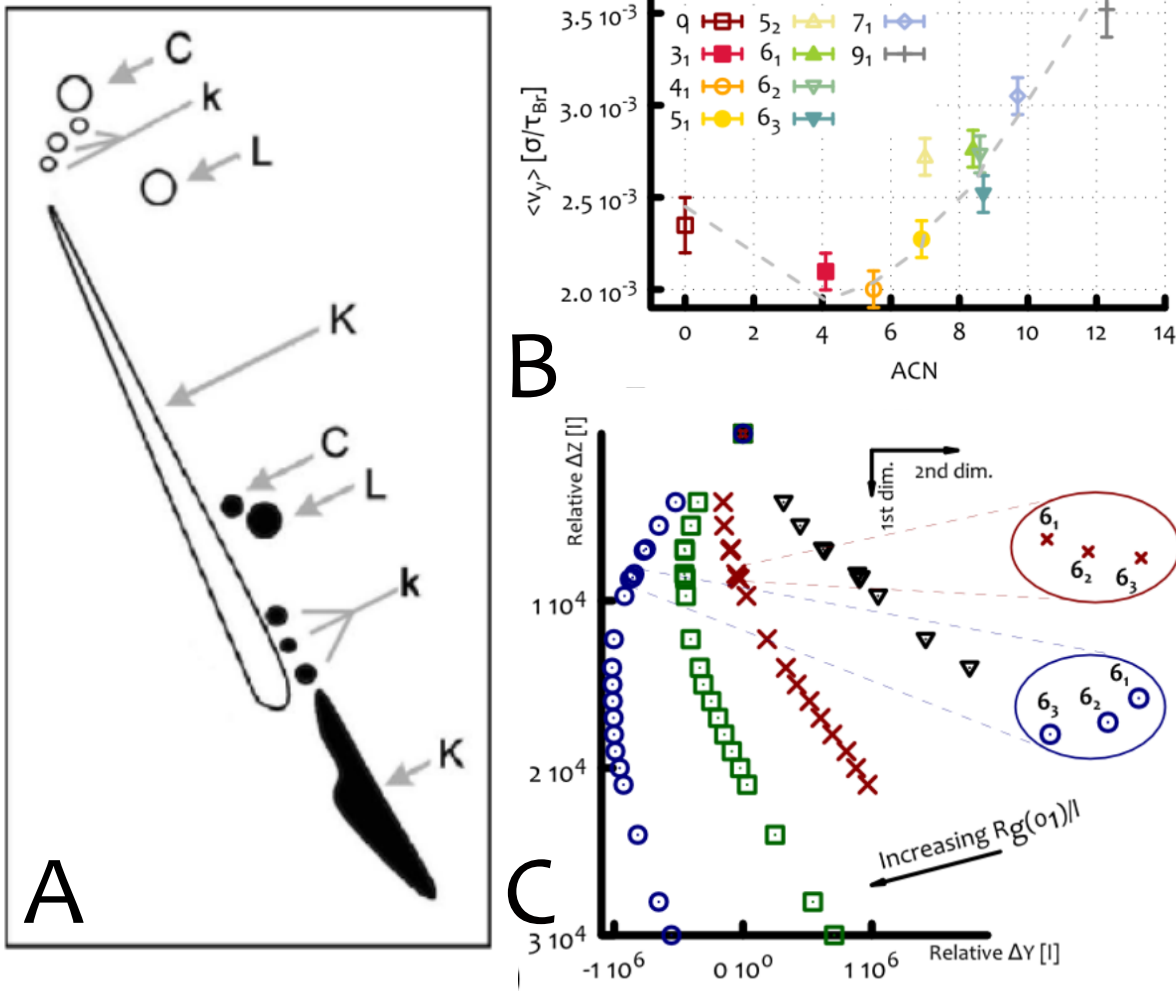 C
k
L
K
C
L
k
K
A
3.5 10⁻³
3.0 10⁻³
2.5 10⁻³
2.0 10⁻³
<vy> [σ/τBr]
0₁ 5₂ 7₁
3₁ 6₁ 9₁
4₁ 6₂
5₁ 6₃
0 2 4 6 8 10 12 14
ACN
B
Relative ΔZ [l]
1st dim.
2nd dim.
6₁
6₂
6₃
6₁
6₂
6₃
1 10⁴
2 10⁴
3 10⁴
Increasing Rg(0₁)/l
Relative ΔY [l]
-1 10⁶ 0 10⁰ 1 10⁶
C